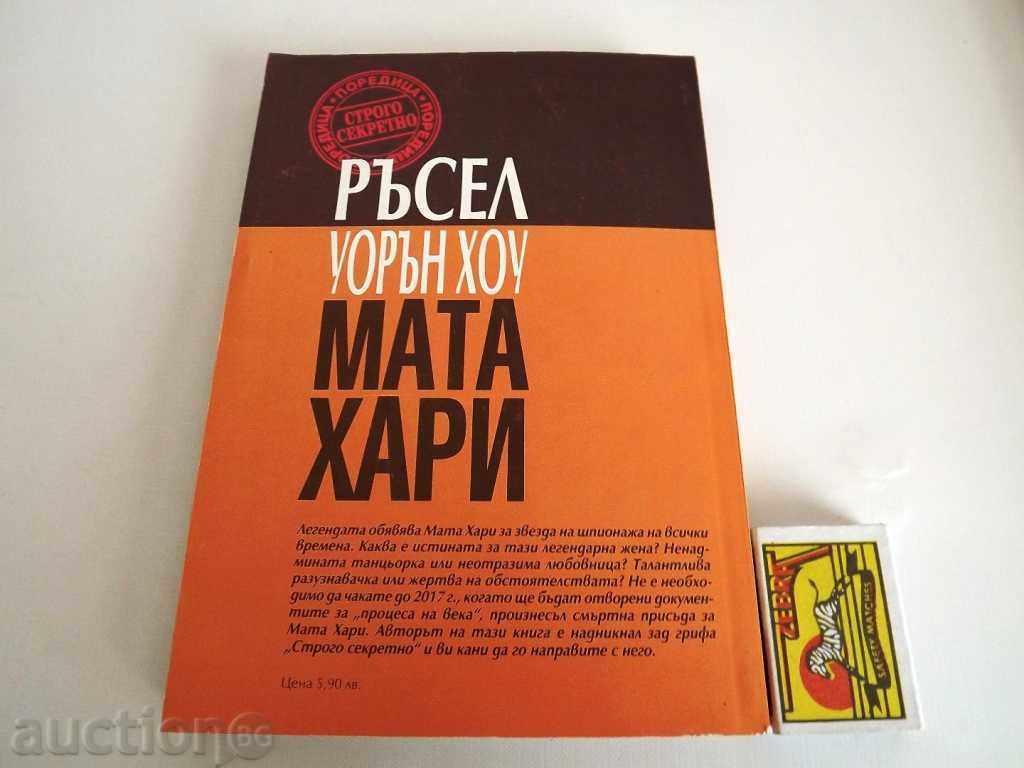 ПОРЕДИЦА • ПОРЕДИЦА • ПОРЕДИЦА
СТРОГО
СЕКРЕТНО
РЪСЕЛ
УОРЪН ХОУ
МАТА
ХАРИ
Легендата обявява Мата Хари за звезда на шпионажа на всички
времена. Каква е истината за тази легендарна жена? Ненад-
мината танцьорка или неотразима любовница? Талантлива
разузнавачка или жертва на обстоятелствата? Не е необхо-
димо да чакате до 2017 г., когато ще бъдат отворени докумен-
тите за „процеса на века“, произнесъл смъртна присъда за
Мата Хари. Авторът на тази книга е надникнал зад грифа
„Строго секретно“ и ви кани да го направите с него.
Цена 5,90 лв.
ZEBRA
SAFETY MATCHES
auction BG